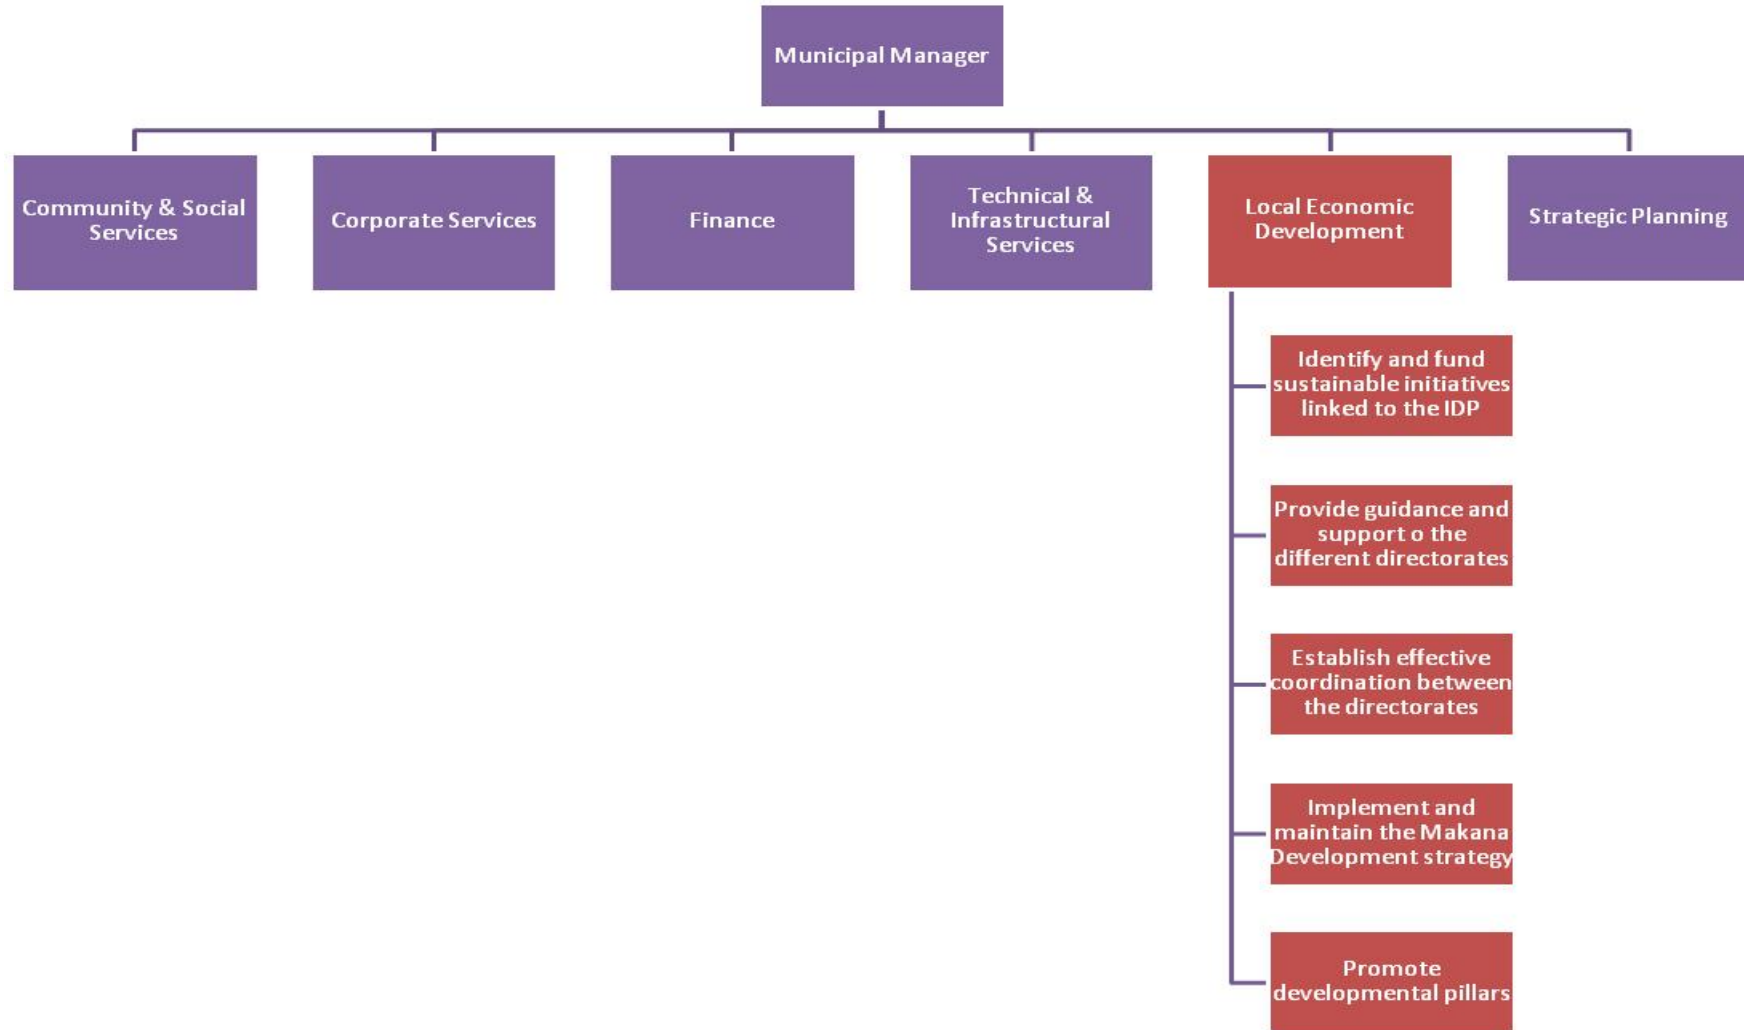 Municipal Manager
Community & Social
Services
Corporate Services
Finance
Technical &
Infrastructural
Services
Local Economic
Development
Strategic Planning
Identify and fund
sustainable initiatives
linked to the IDP
Provide guidance and
support o the
different directorates
Establish effective
coordination between
the directorates
Implement and
maintain the Makana
Development strategy
Promote
developmental pillars